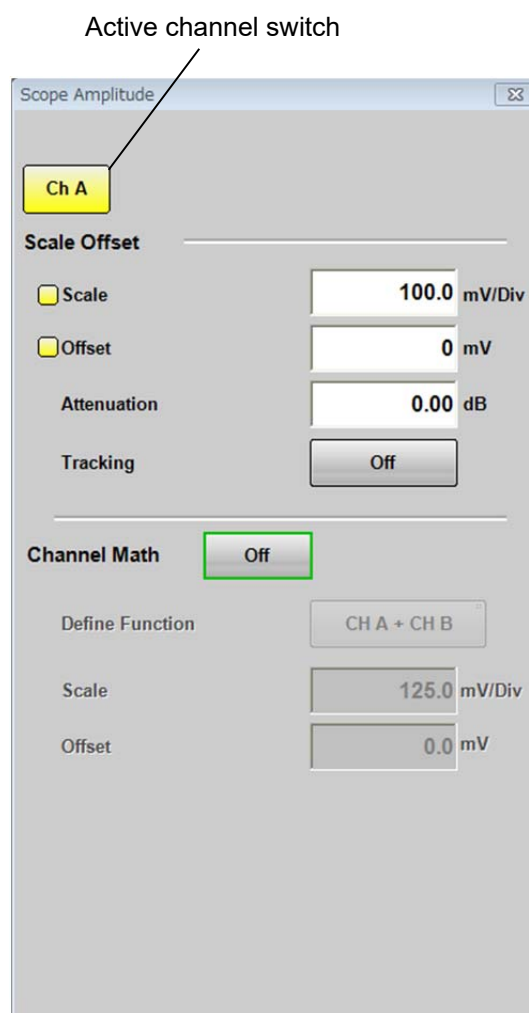 Active channel switch
Scope Amplitude
Ch A
Scale Offset
Scale 100.0 mV/Div
Offset 0 mV
Attenuation 0.00 dB
Tracking Off
Channel Math Off
Define Function CH A + CH B
Scale 125.0 mV/Div
Offset 0.0 mV